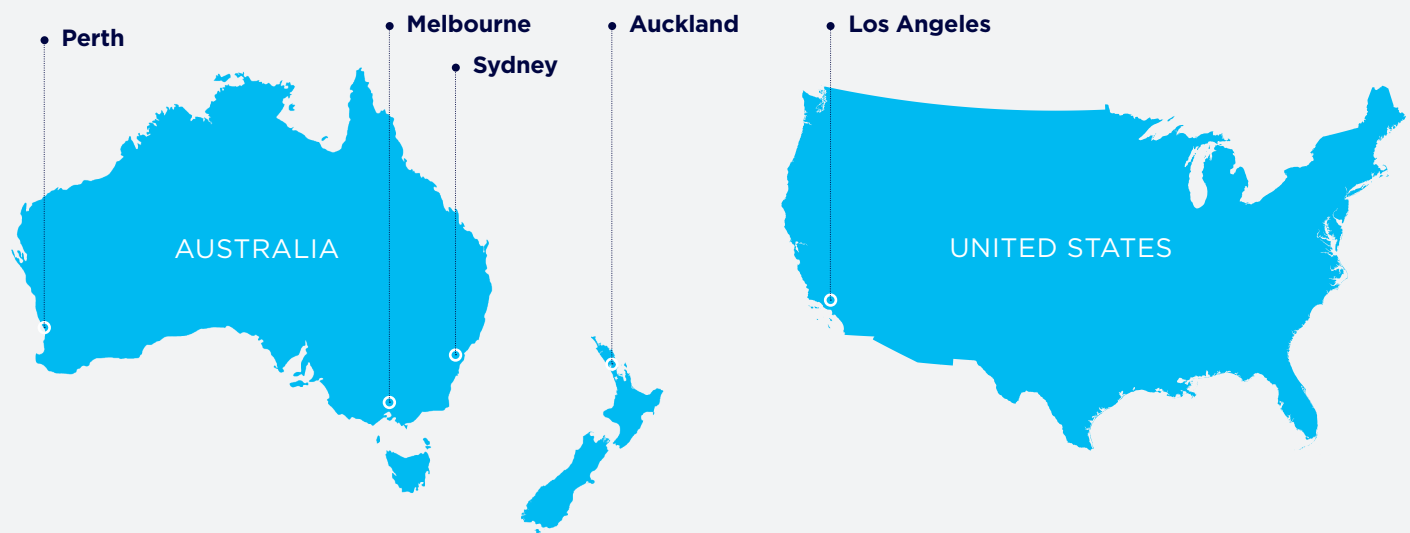 Perth
Melbourne
Sydney
Auckland
Los Angeles
AUSTRALIA
UNITED STATES